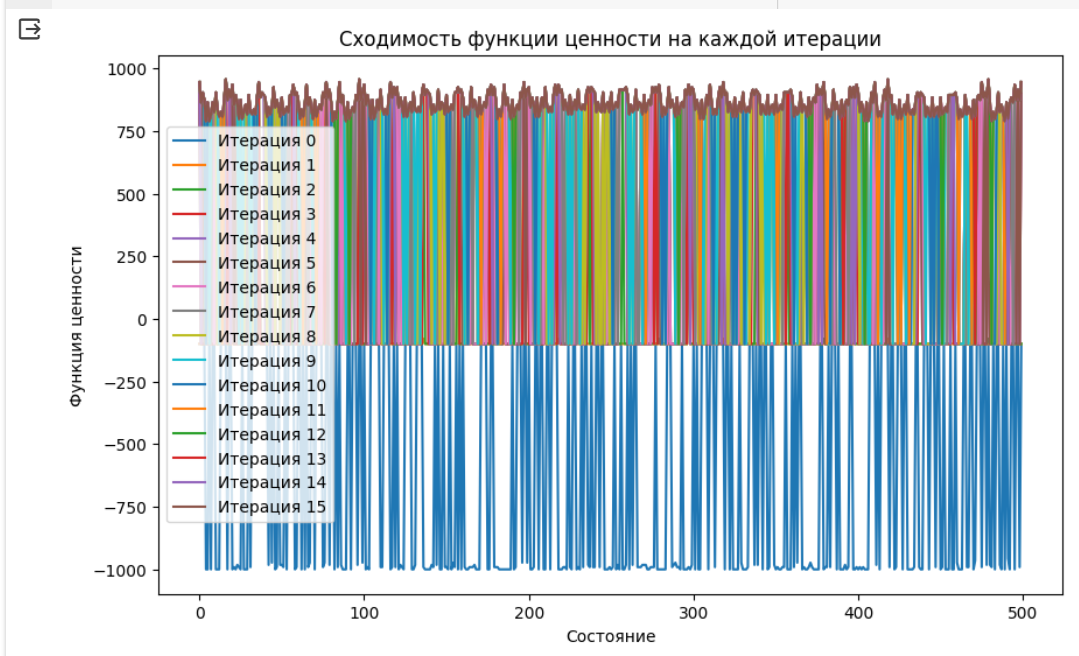 Сходимость функции ценности на каждой итерации
Функция ценности
1000
750
500
250
0
−250
−500
−750
−1000
Итерация 0
Итерация 1
Итерация 2
Итерация 3
Итерация 4
Итерация 5
Итерация 6
Итерация 7
Итерация 8
Итерация 9
Итерация 10
Итерация 11
Итерация 12
Итерация 13
Итерация 14
Итерация 15
0 100 200 300 400 500
Состояние